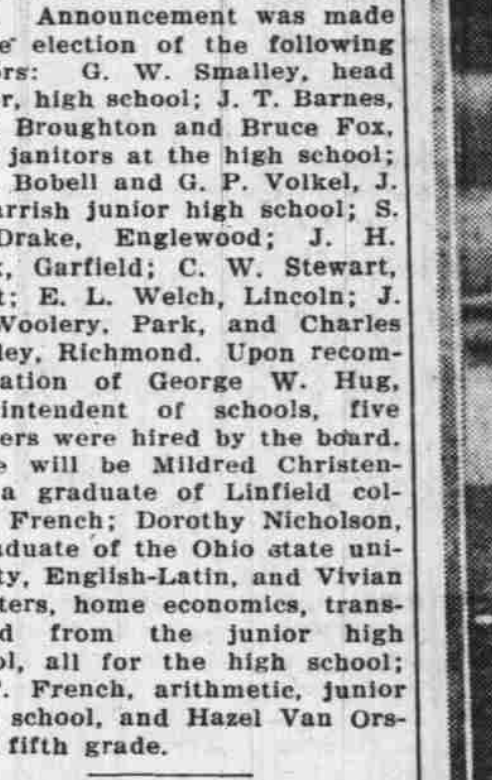 Announcement was made
election of the following
ors: G. W. Smalley, head
r, high school; J. T. Barnes,
Broughton and Bruce Fox,
janitors at the high school;
Bobell and G. P. Volkel, J.
arrish junior high school; S.
Drake, Englewood; J. H.
, Garfield; C. W. Stewart,
t; E. L. Welch, Lincoln; J.
Woolery, Park, and Charles
ley, Richmond. Upon recom-
ation of George W. Hug,
intendent of schools, five
ers were hired by the board.
e will be Mildred Christen-
a graduate of Linfield col-
French; Dorothy Nicholson,
aduate of the Ohio state uni-
ty, English-Latin, and Vivian
ters, home economics, trans-
d from the junior high
ol, all for the high school;
. French, arithmetic, junior
school, and Hazel Van Ors-
fifth grade.